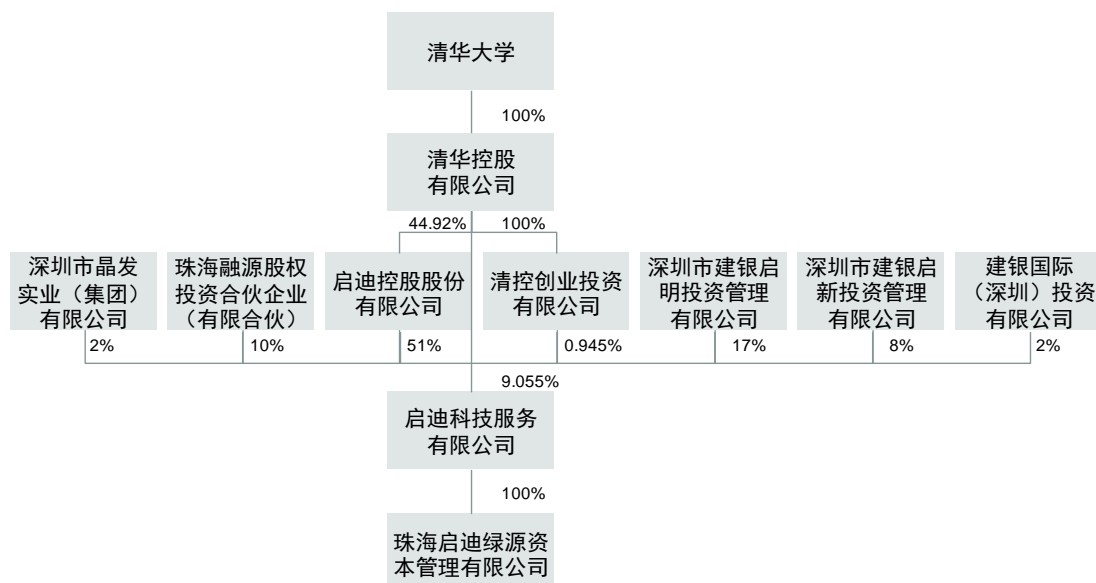 清华大学
100%
清华控股
有限公司
44.92%
100%
深圳市晶发
实业（集团）
有限公司
珠海融源股权
投资合伙企业
（有限合伙）
启迪控股股份
有限公司
清控创业投资
有限公司
深圳市建银启
明投资管理
有限公司
深圳市建银启
新投资管理
有限公司
建银国际
（深圳）投资
有限公司
2%
10%
51%
0.945%
17%
8%
2%
9.055%
启迪科技服务
有限公司
100%
珠海启迪绿源资
本管理有限公司